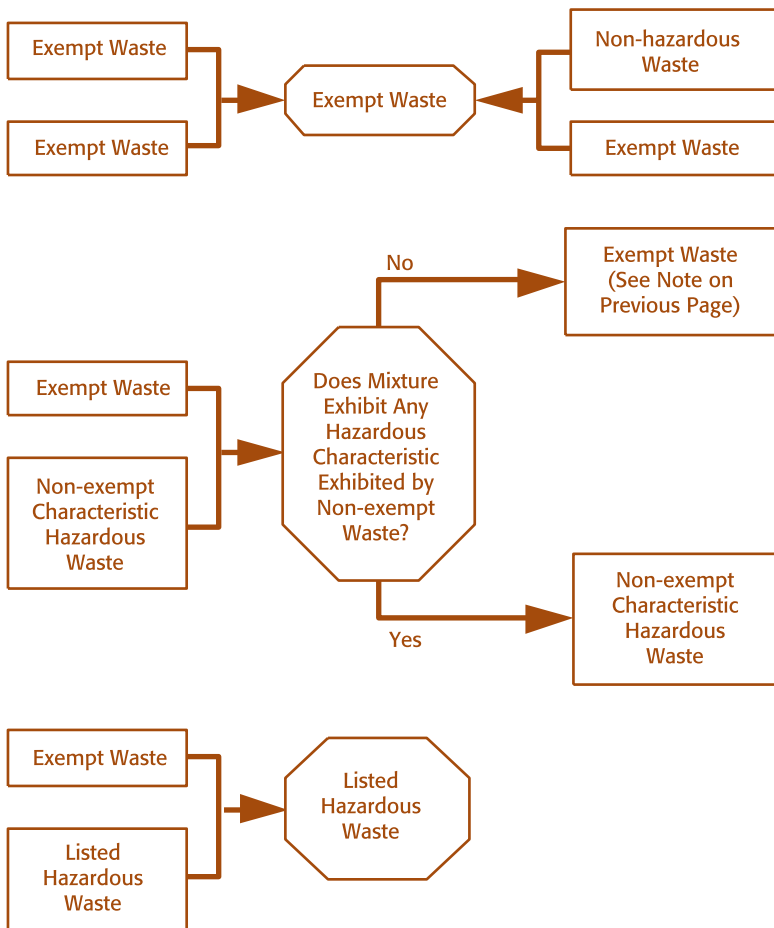 Exempt Waste
Exempt Waste
Exempt Waste
Non-hazardous
Waste
Exempt Waste
No
Exempt Waste
(See Note on
Previous Page)
Exempt Waste
Non-exempt
Characteristic
Hazardous
Waste
Does Mixture
Exhibit Any
Hazardous
Characteristic
Exhibited by
Non-exempt
Waste?
Yes
Non-exempt
Characteristic
Hazardous
Waste
Exempt Waste
Listed
Hazardous
Waste
Listed
Hazardous
Waste